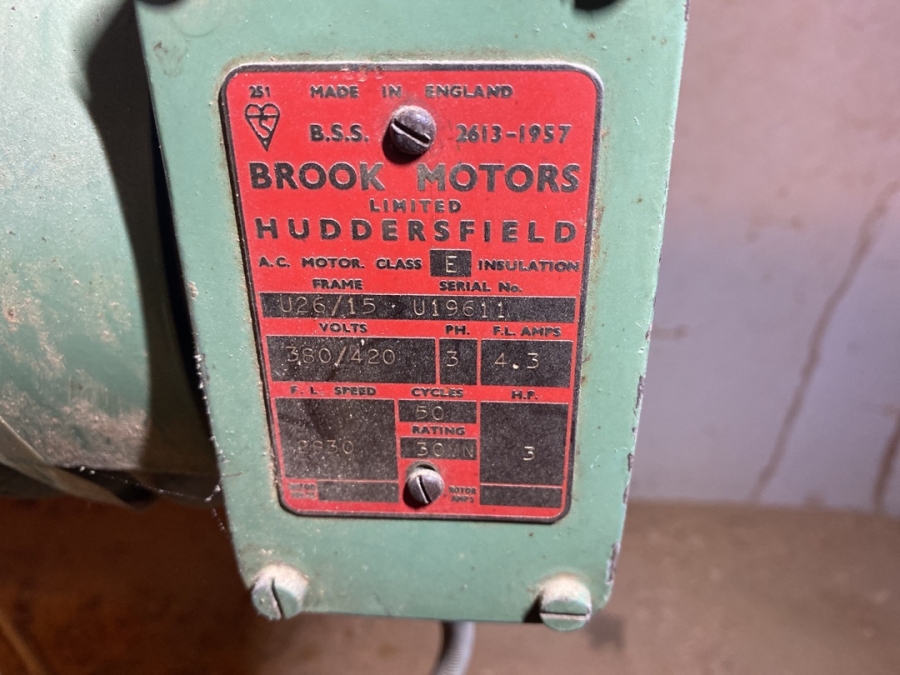 251 MADE IN ENGLAND
B.S.S. 2613-1957
BROOK MOTORS
LIMITED
HUDDERSFIELD
A.C. MOTOR. CLASS E INSULATION
FRAME SERIAL No.
U26/15 · U19611
VOLTS PH. F.L. AMPS
380/420 3 4.3
F. L. SPEED CYCLES H.P.
50
RATING
2830 30 N 3
ROTOR
AMPS